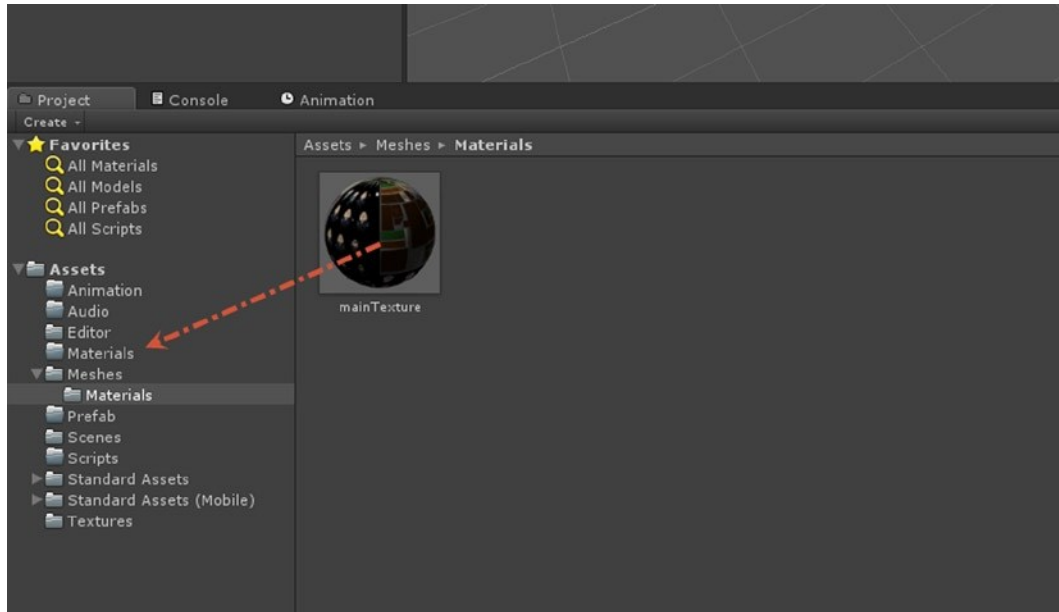 Project Console Animation
Create
Favorites
All Materials
All Models
All Prefabs
All Scripts
Assets
Animation
Audio
Editor
Materials
Meshes
Materials
Prefab
Scenes
Scripts
Standard Assets
Standard Assets (Mobile)
Textures
Assets ▸ Meshes ▸ Materials
mainTexture